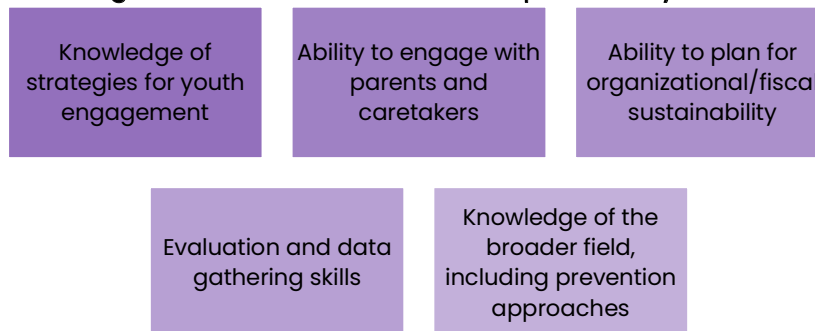 Knowledge of
strategies for youth
engagement
Ability to engage with
parents and
caretakers
Ability to plan for
organizational/fiscal
sustainability
Evaluation and data
gathering skills
Knowledge of the
broader field,
including prevention
approaches